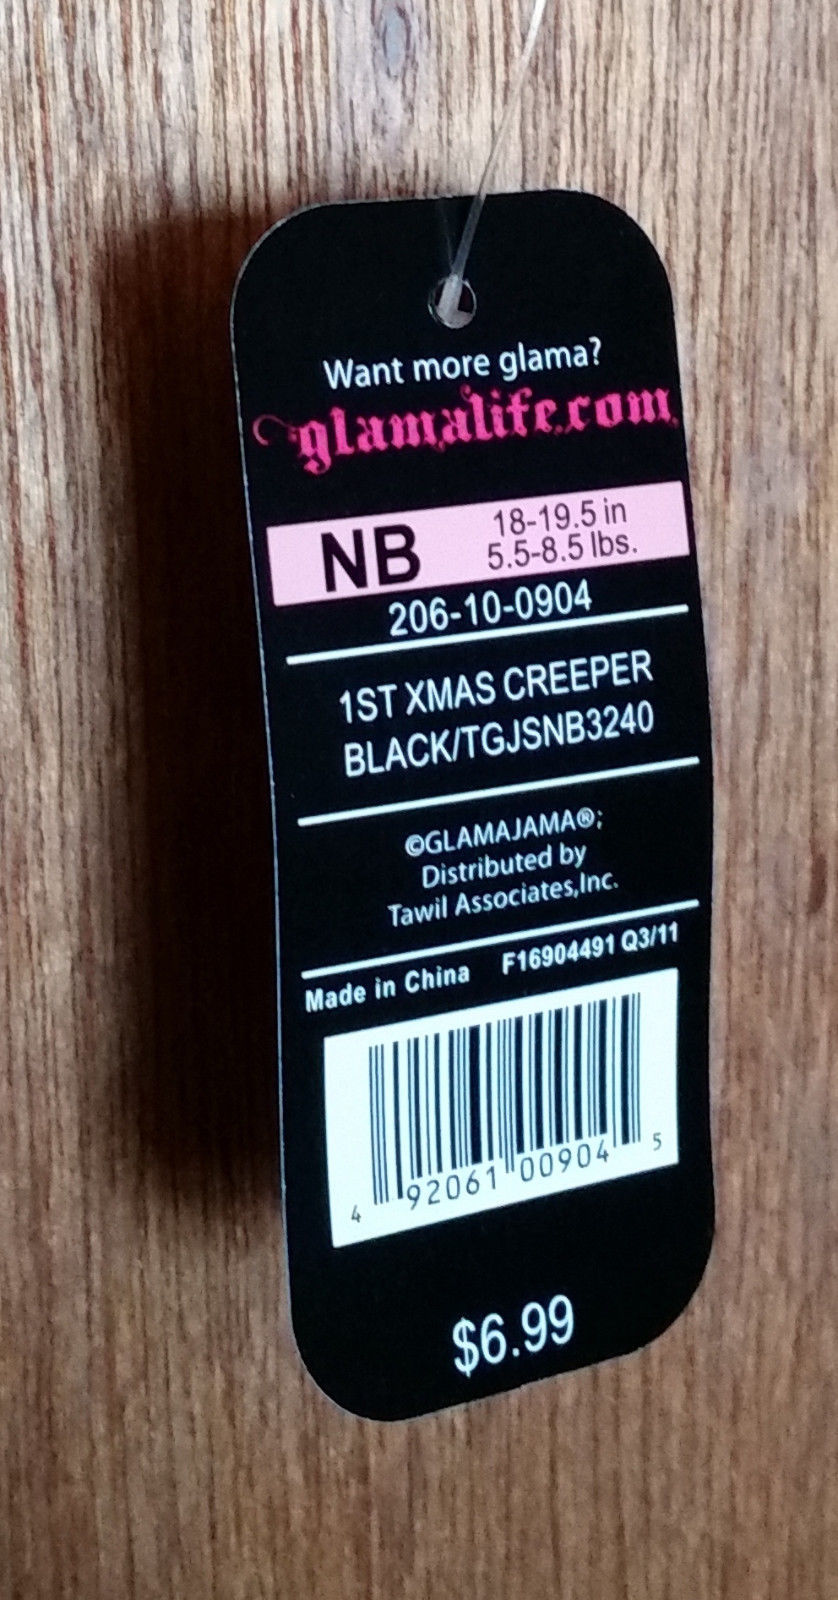 Want more glama?
glamalife.com
NB
18-19.5 in
5.5-8.5 lbs.
206-10-0904
1ST XMAS CREEPER
BLACK/TGJSNB3240
©GLAMAJAMA®:
Distributed by
Tawil Associates,Inc.
Made in China F16904491 Q3/11
4 92061 00904 5
$6.99